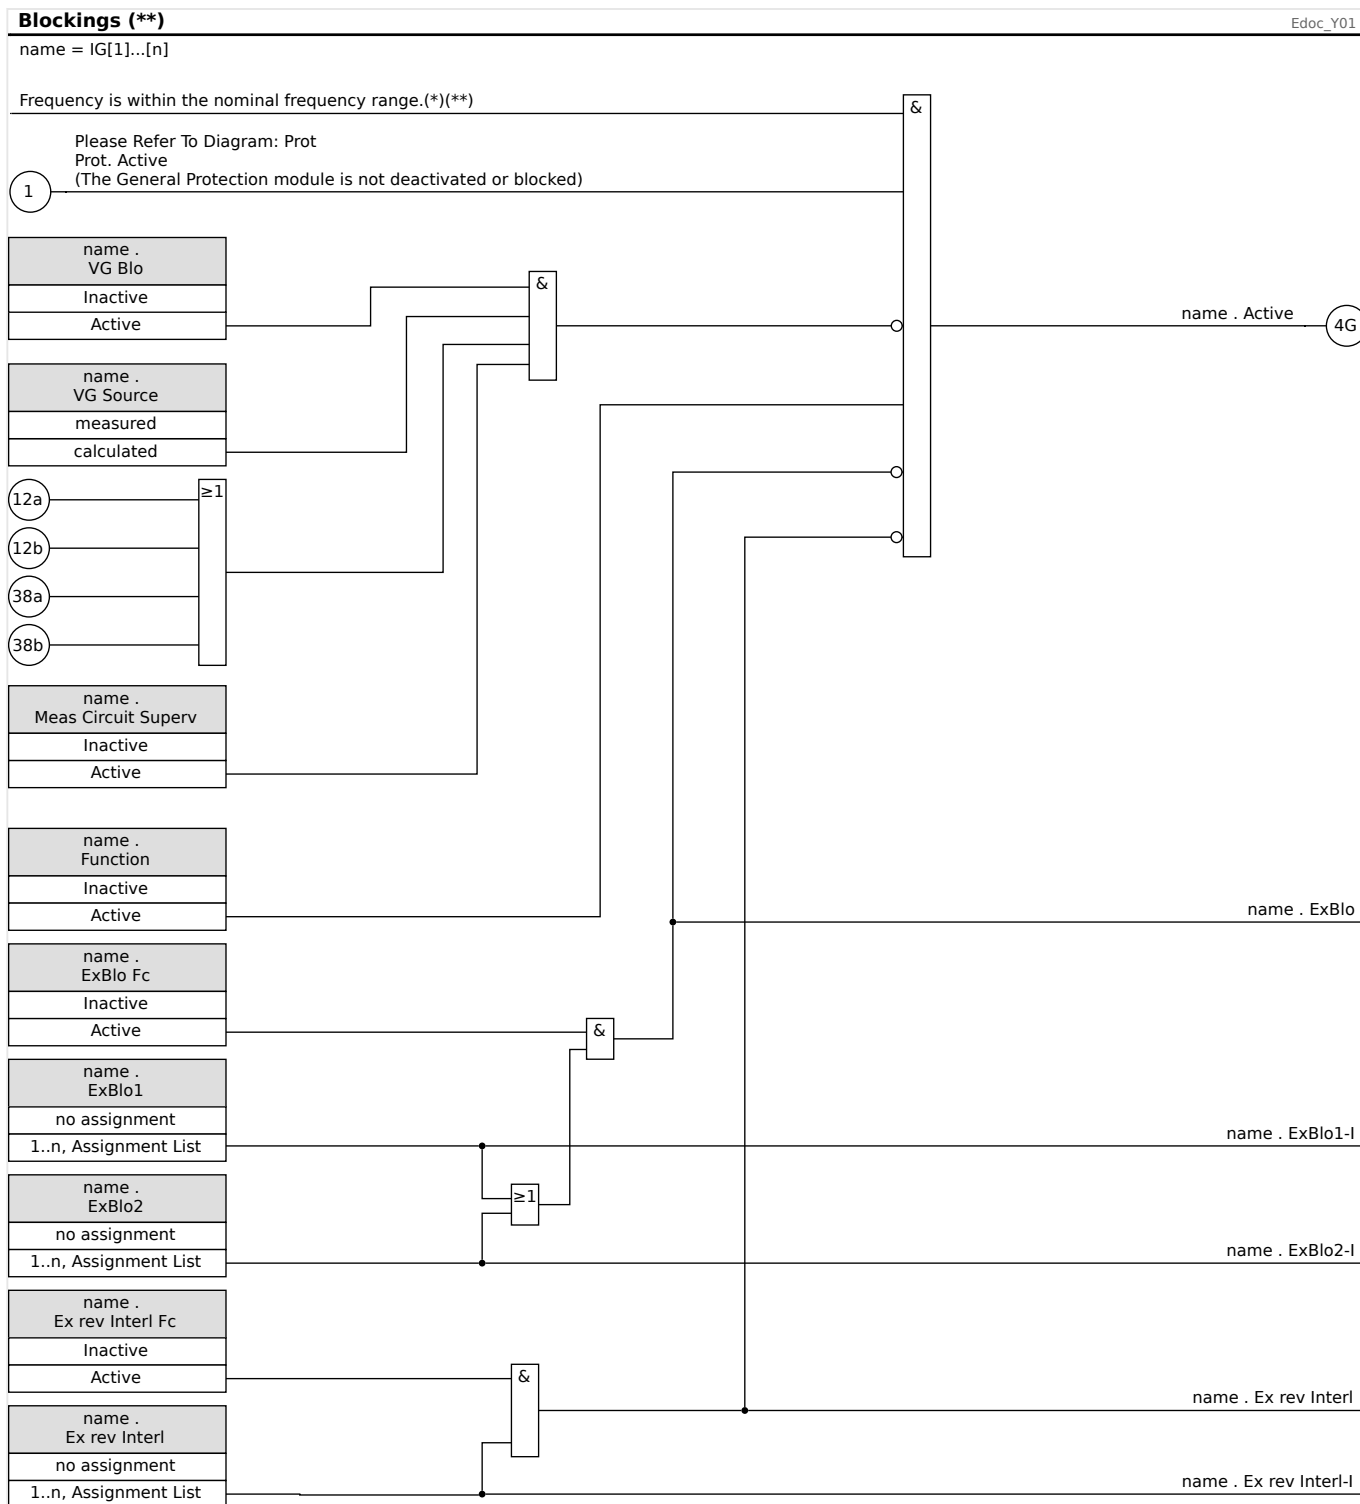 Blockings (**)
Edoc_Y01
name = IG[1]...[n]
Frequency is within the nominal frequency range.(*)(**)
&
Please Refer To Diagram: Prot
Prot. Active
(The General Protection module is not deactivated or blocked)
1
name .
VG Blo
Inactive
Active
&
name . Active
4G
name .
VG Source
measured
calculated
12a
≥1
12b
38a
38b
name .
Meas Circuit Superv
Inactive
Active
name .
Function
Inactive
Active
name . ExBlo
name .
ExBlo Fc
Inactive
Active
&
name .
ExBlo1
no assignment
1..n, Assignment List
name . ExBlo1-I
name .
ExBlo2
≥1
no assignment
1..n, Assignment List
name . ExBlo2-I
name .
Ex rev Interl Fc
Inactive
Active
&
name . Ex rev Interl
name .
Ex rev Interl
no assignment
1..n, Assignment List
name . Ex rev Interl-I